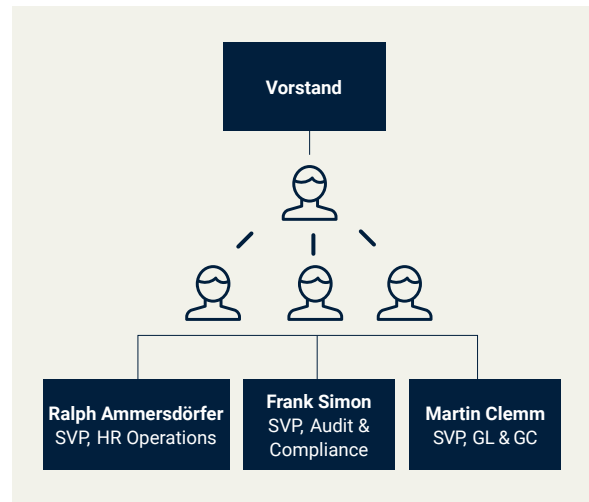 Vorstand
Ralph Ammersdörfer
SVP, HR Operations
Frank Simon
SVP, Audit &
Compliance
Martin Clemm
SVP, GL & GC